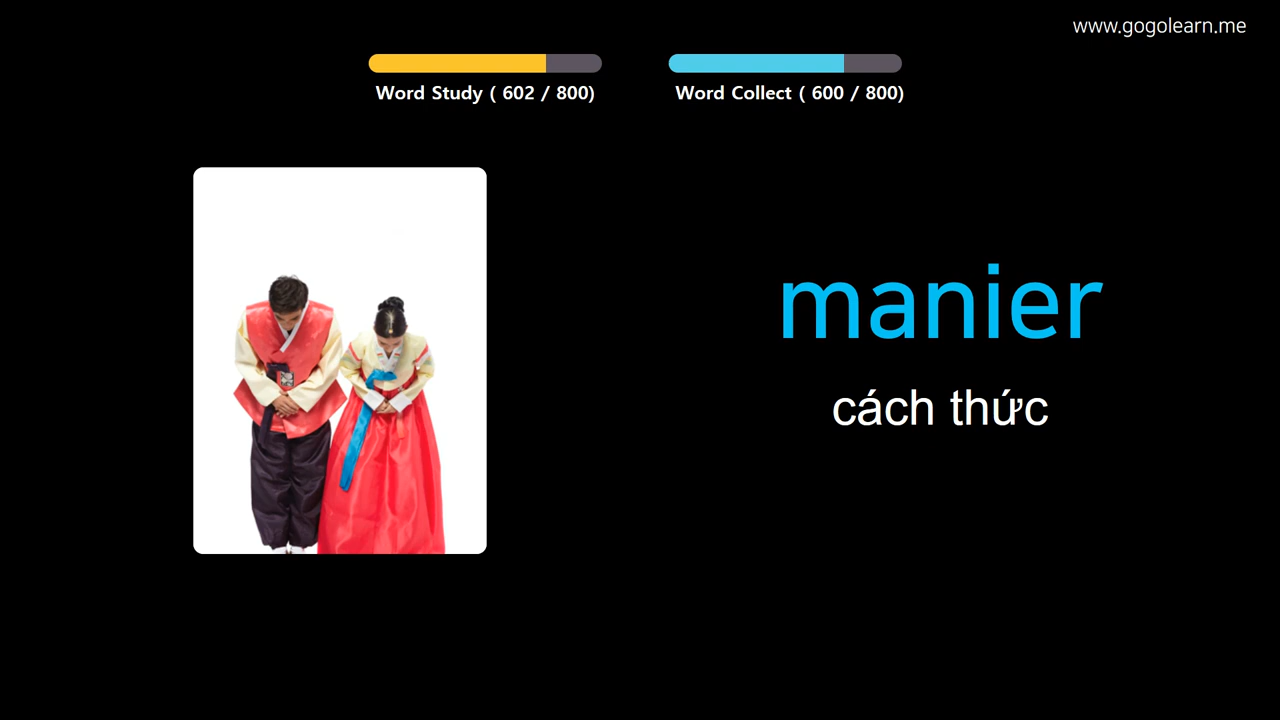 www.gogolearn.me
Word Study ( 602 / 800)
Word Collect ( 600 / 800)
manier
cách thức